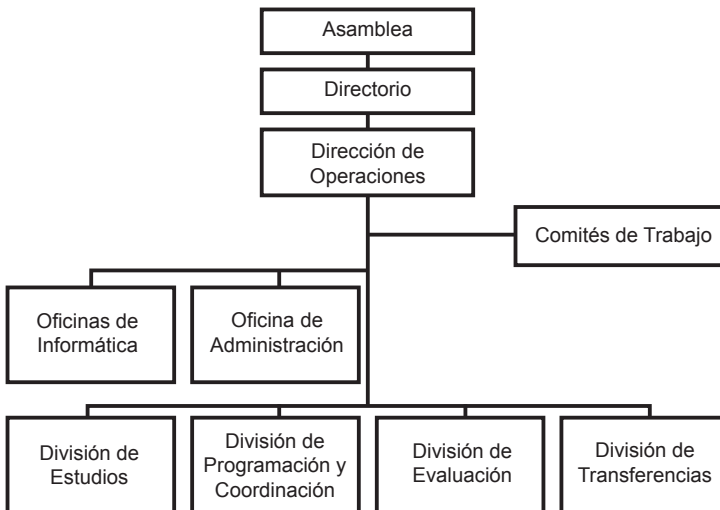 Asamblea
Directorio
Dirección de
Operaciones
Comités de Trabajo
Oficinas de
Informática
Oficina de
Administración
División de
Estudios
División de
Programación y
Coordinación
División de
Evaluación
División de
Transferencias